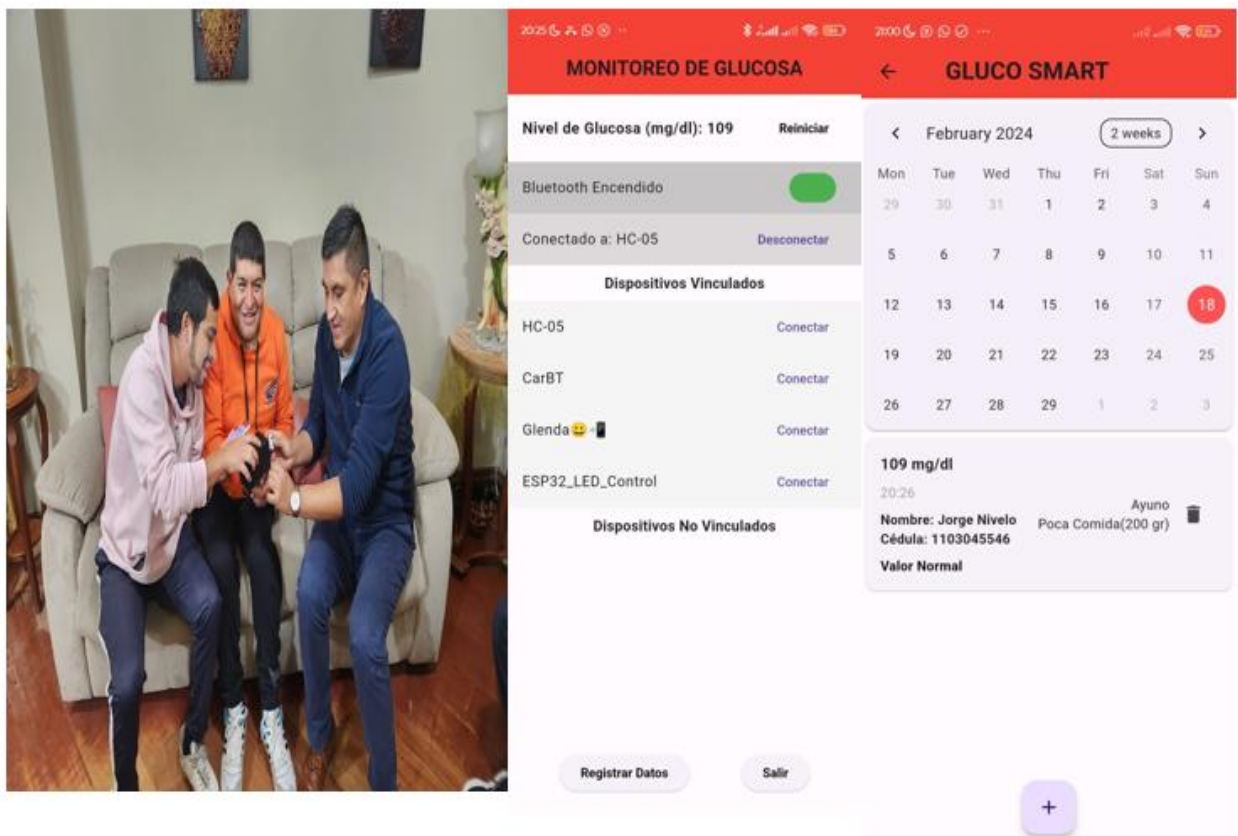 20:25
MONITOREO DE GLUCOSA
Nivel de Glucosa (mg/dl): 109 Reiniciar
Bluetooth Encendido
Conectado a: HC-05 Desconectar
Dispositivos Vinculados
HC-05 Conectar
CarBT Conectar
Glenda😀📲 Conectar
ESP32_LED_Control Conectar
Dispositivos No Vinculados
Registrar Datos Salir
21:00
← GLUCO SMART
< February 2024 2 weeks >
Mon Tue Wed Thu Fri Sat Sun
29 30 31 1 2 3 4
5 6 7 8 9 10 11
12 13 14 15 16 17 18
19 20 21 22 23 24 25
26 27 28 29 1 2 3
109 mg/dl
20:26
Ayuno
Nombre: Jorge Nivelo Poca Comida(200 gr)
Cédula: 1103045546
Valor Normal
+